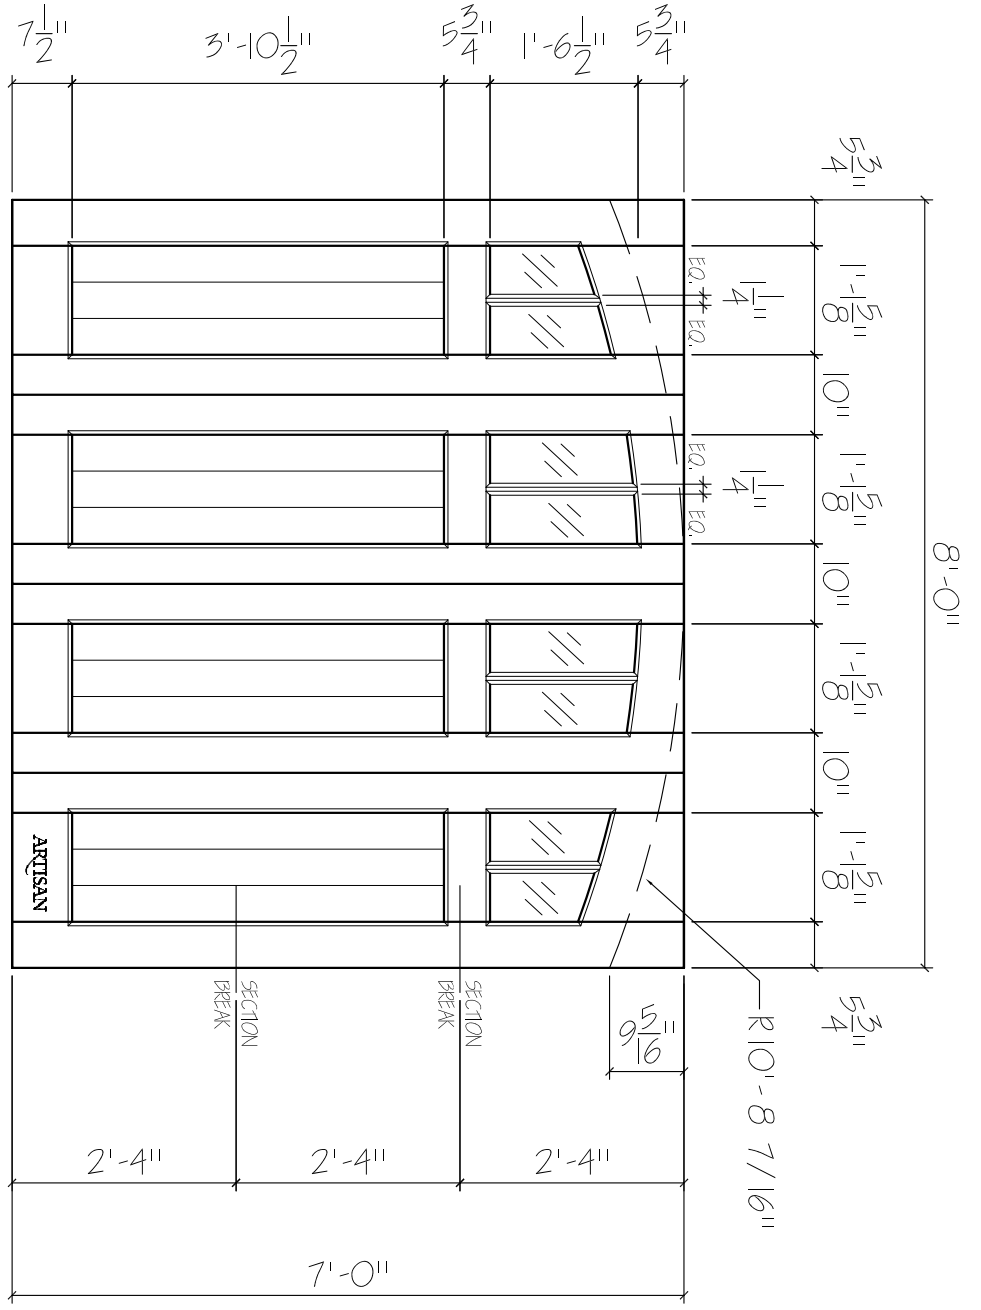 7 1/2"
3'-10 1/2"
5 3/4"
1'-6 1/2"
5 3/4"
5 3/4"
1'-1 5/8"
10"
1'-1 5/8"
10"
1'-1 5/8"
10"
1'-1 5/8"
5 3/4"
8'-0"
EQ.
1 1/4"
EQ.
EQ.
1 1/4"
EQ.
ARTISAN
SECTION
BREAK
SECTION
BREAK
9 5/16"
R 10'-8 7/16"
2'-4"
2'-4"
2'-4"
7'-0"